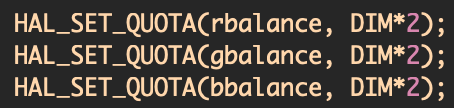 HAL_SET_QUOTA(rbalance, DIM*2);
HAL_SET_QUOTA(gbalance, DIM*2);
HAL_SET_QUOTA(bbalance, DIM*2);